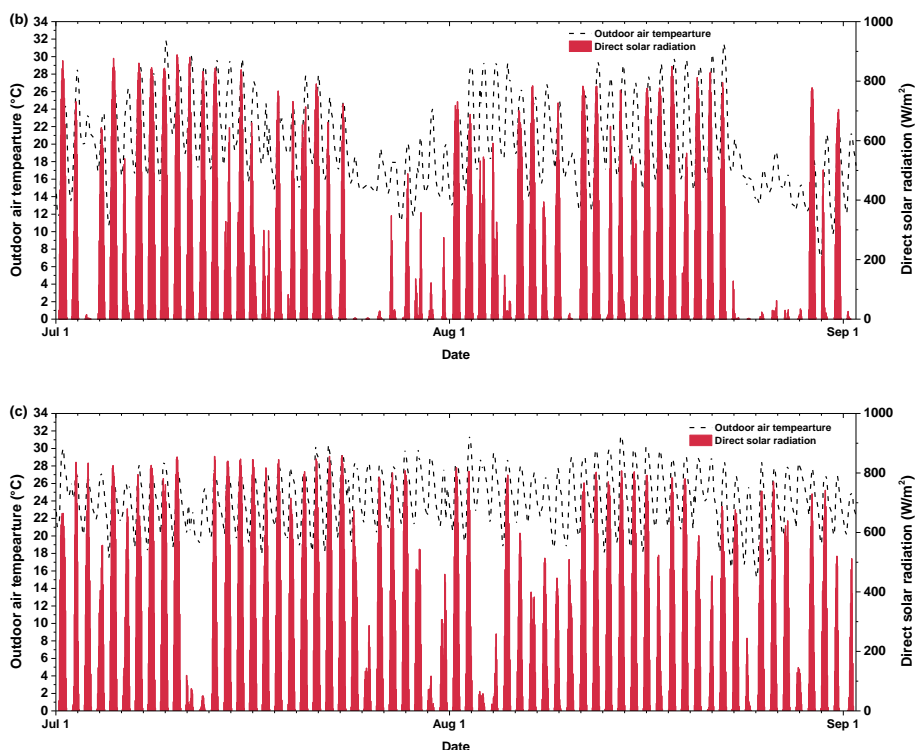 (b)
34
32
30
28
26
24
22
20
18
16
14
12
10
8
6
4
2
0
Outdoor air tempearture (°C)
Outdoor air tempearture
Direct solar radiation
1000
800
600
400
200
0
Direct solar radiation (W/m²)
Jul 1
Aug 1
Sep 1
Date
(c)
34
32
30
28
26
24
22
20
18
16
14
12
10
8
6
4
2
0
Outdoor air tempearture (°C)
Outdoor air tempearture
Direct solar radiation
1000
800
600
400
200
0
Direct solar radiation (W/m²)
Jul 1
Aug 1
Sep 1
Date